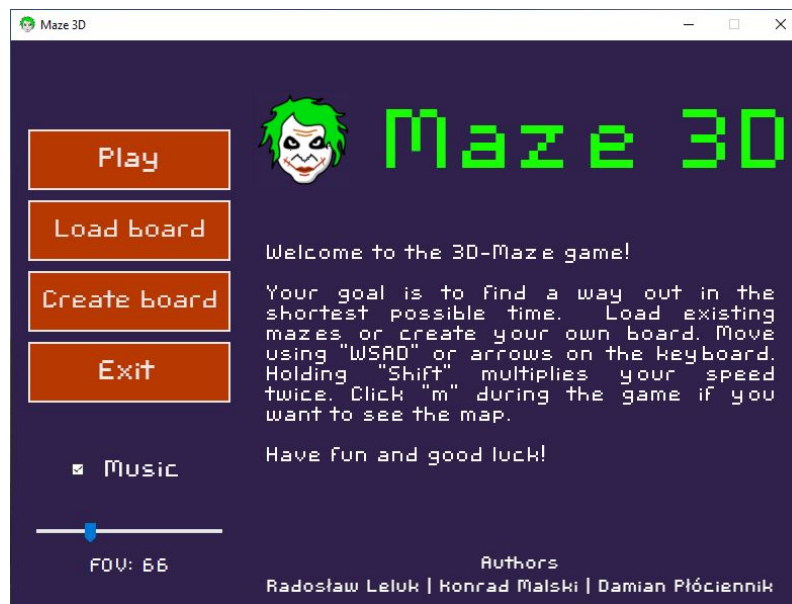 Maze 3D
Maze 3D
Play
Load board
Create board
Exit
Music
FOV: 66
Welcome to the 3D-Maze game!
Your goal is to find a way out in the
shortest possible time. Load existing
mazes or create your own board. Move
using "WSAD" or arrows on the keyboard.
Holding "Shift" multiplies your speed
twice. Click "m" during the game if you
want to see the map.
Have fun and good luck!
Authors
Radosław Leluk | Konrad Malski | Damian Płóciennik